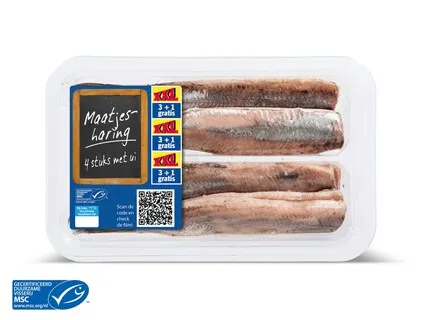 Maatjes-
haring
4 stuks met ui
XXL
3 + 1
gratis
XXL
3 + 1
gratis
XXL
3 + 1
gratis
MSC
Scan de
code en
check
de film!
GECERTIFICEERD
DUURZAME
VISSERIJ
MSC
www.msc.org/nl